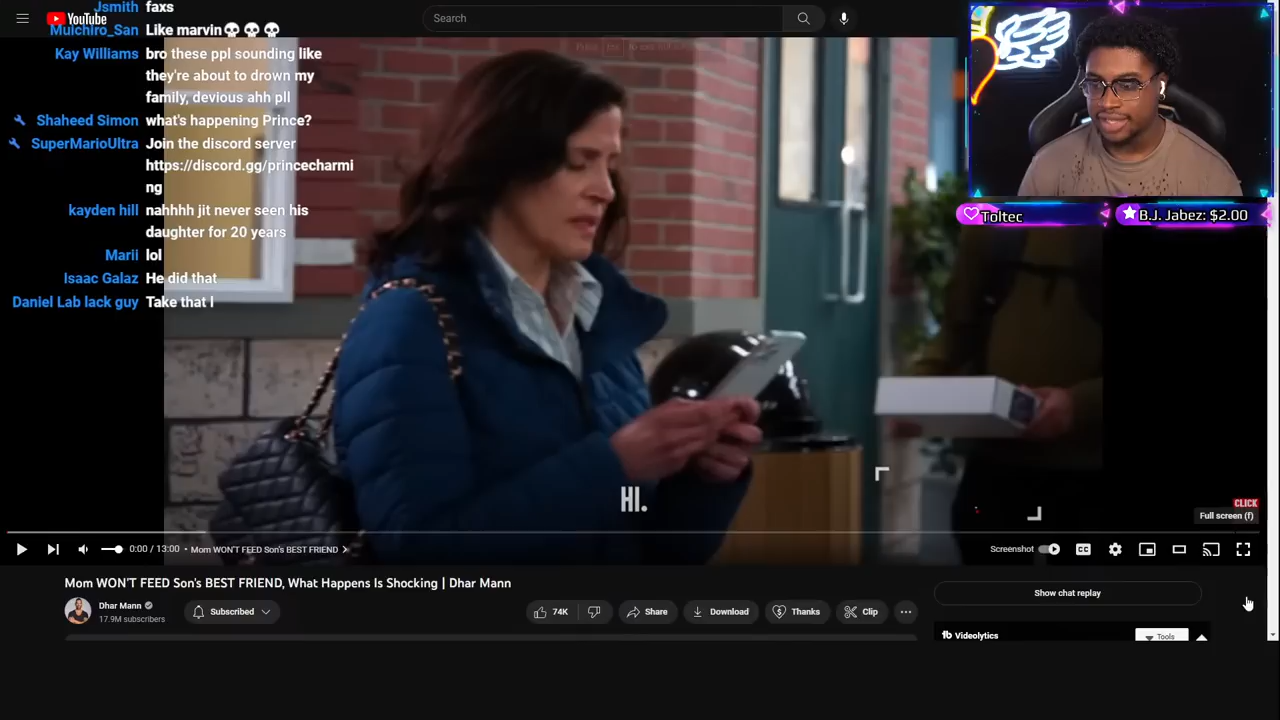 Jsmith faxs
YouTube
Search
Mulchiro_San Like marvin💀💀💀
Kay Williams bro these ppl sounding like
they're about to drown my
family, devious ahh pll
Shaheed Simon what's happening Prince?
SuperMarioUltra Join the discord server
https://discord.gg/princecharmi
ng
kayden hill nahhhh jit never seen his
daughter for 20 years
Maril lol
Isaac Galaz He did that
Daniel Lab lack guy Take that l
Toltec
B.J. Jabez: $2.00
HI.
CLICK
Full screen (f)
0:00 / 13:00 • Mom WON'T FEED Son's BEST FRIEND
Screenshot
CC
Mom WON'T FEED Son's BEST FRIEND, What Happens Is Shocking | Dhar Mann
Dhar Mann
17.9M subscribers
Subscribed
74K
Share
Download
Thanks
Clip
Show chat replay
Videolytics
Tools